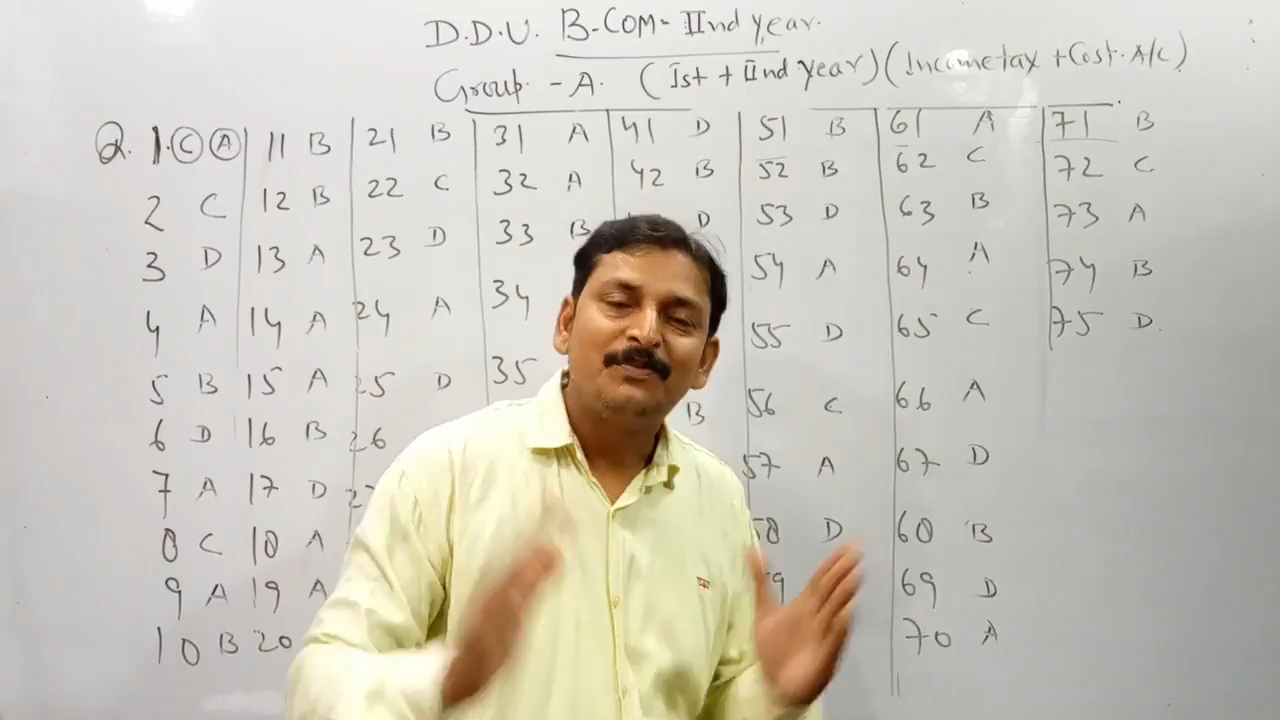 D.D.U. B.COM- IInd year.
Group - A. (Ist + IInd year) (Incometax + Cost. A/C)
Q. 1. C A 11 B 21 B 31 A 41 D 51 B 61 A 71 B
2 C 12 B 22 C 32 A 42 B 52 B 62 C 72 C
3 D 13 A 23 D 33 B D 53 D 63 B 73 A
4 A 14 A 24 A 34 54 A 64 A 74 B
5 B 15 A 25 D 35 55 D 65 C 75 D.
6 D 16 B 26 B 56 C 66 A
7 A 17 D 57 A 67 D
8 C 18 A 58 D 68 B
9 A 19 A 69 D
10 B 20 70 A